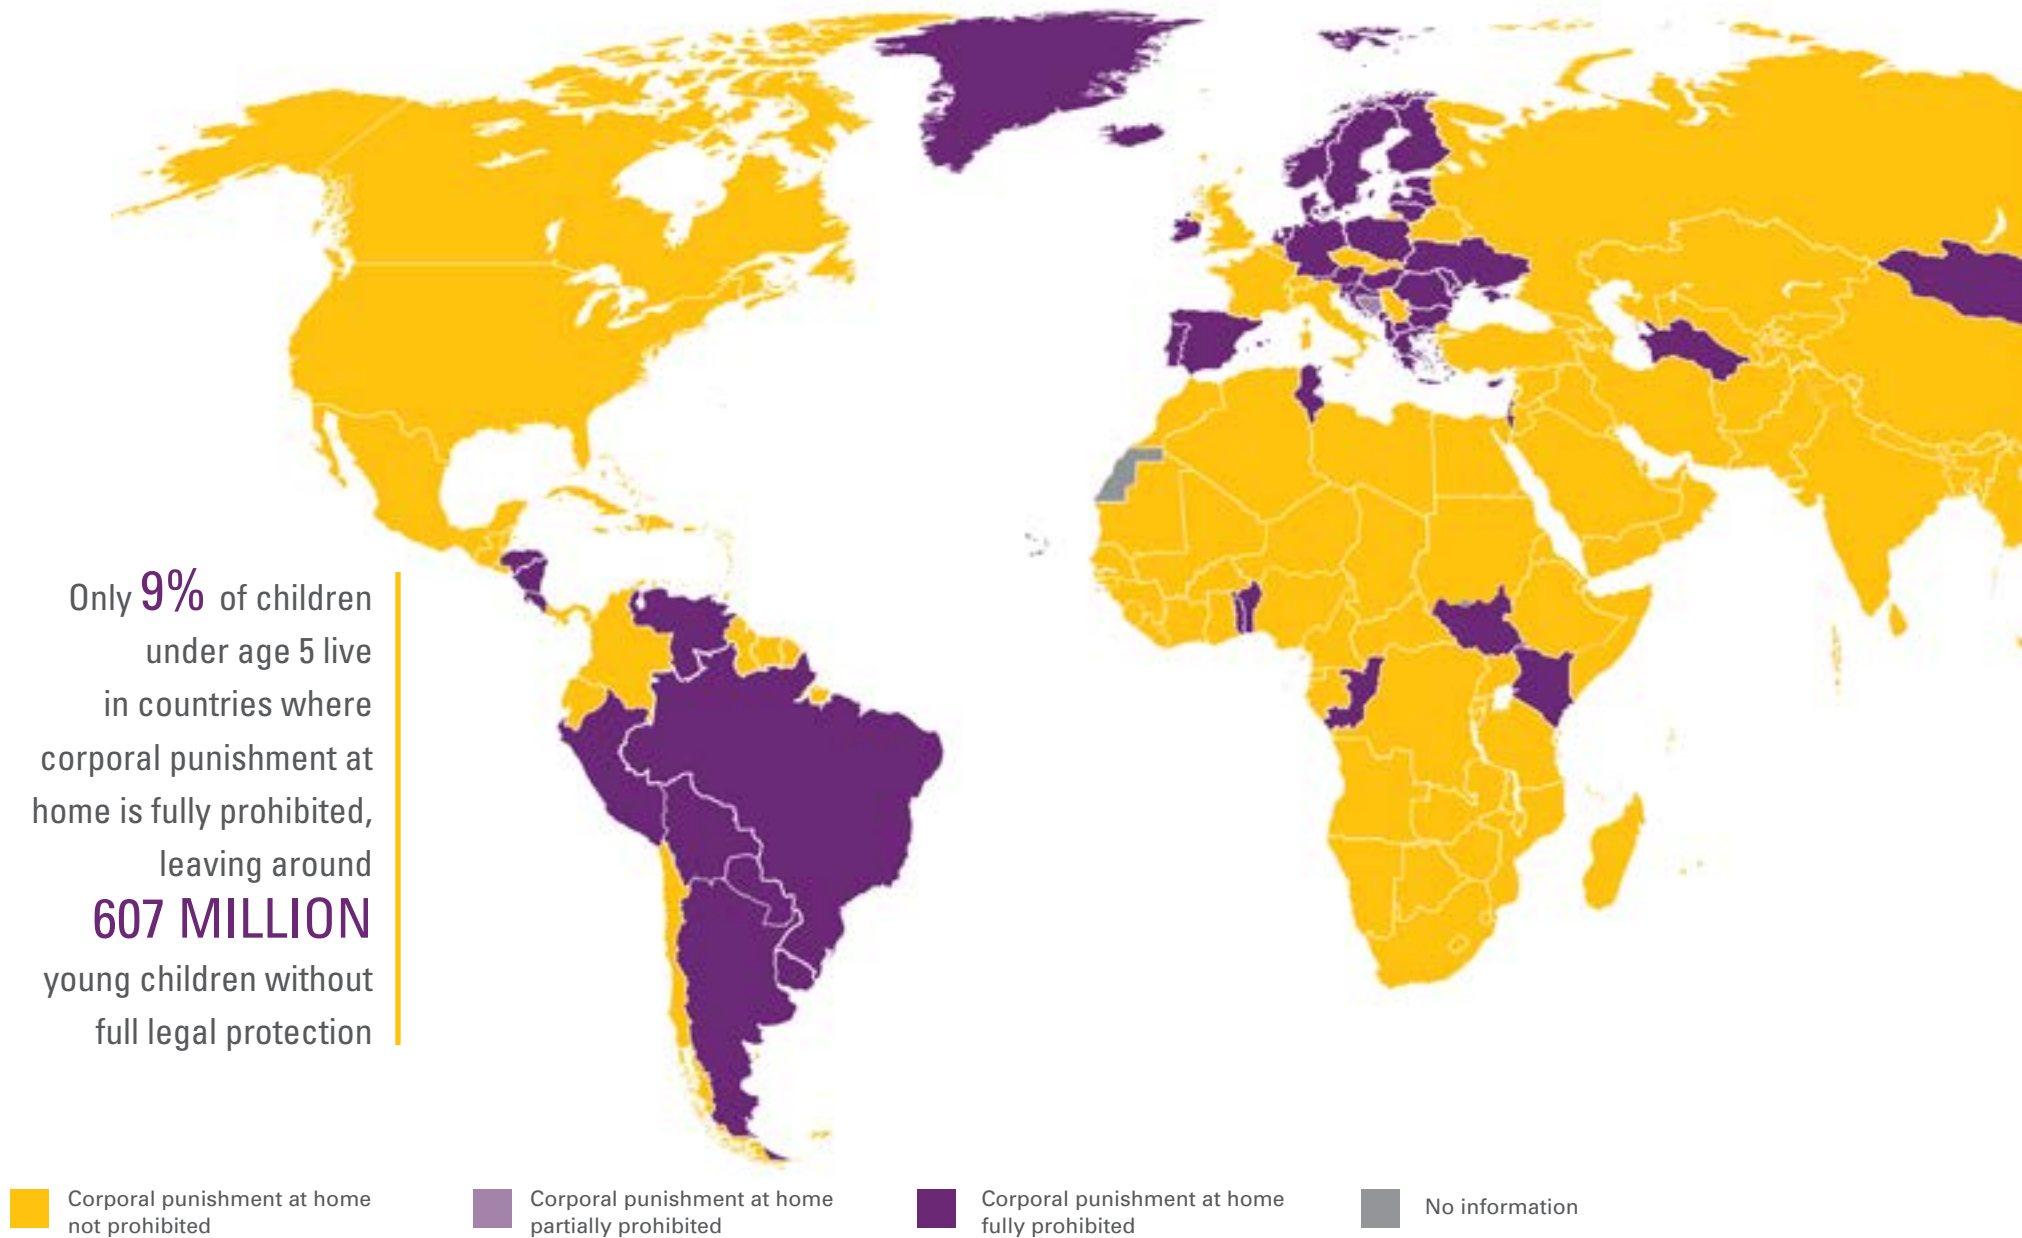 Only 9% of children
under age 5 live
in countries where
corporal punishment at
home is fully prohibited,
leaving around
607 MILLION
young children without
full legal protection
Corporal punishment at home
not prohibited
Corporal punishment at home
partially prohibited
Corporal punishment at home
fully prohibited
No information